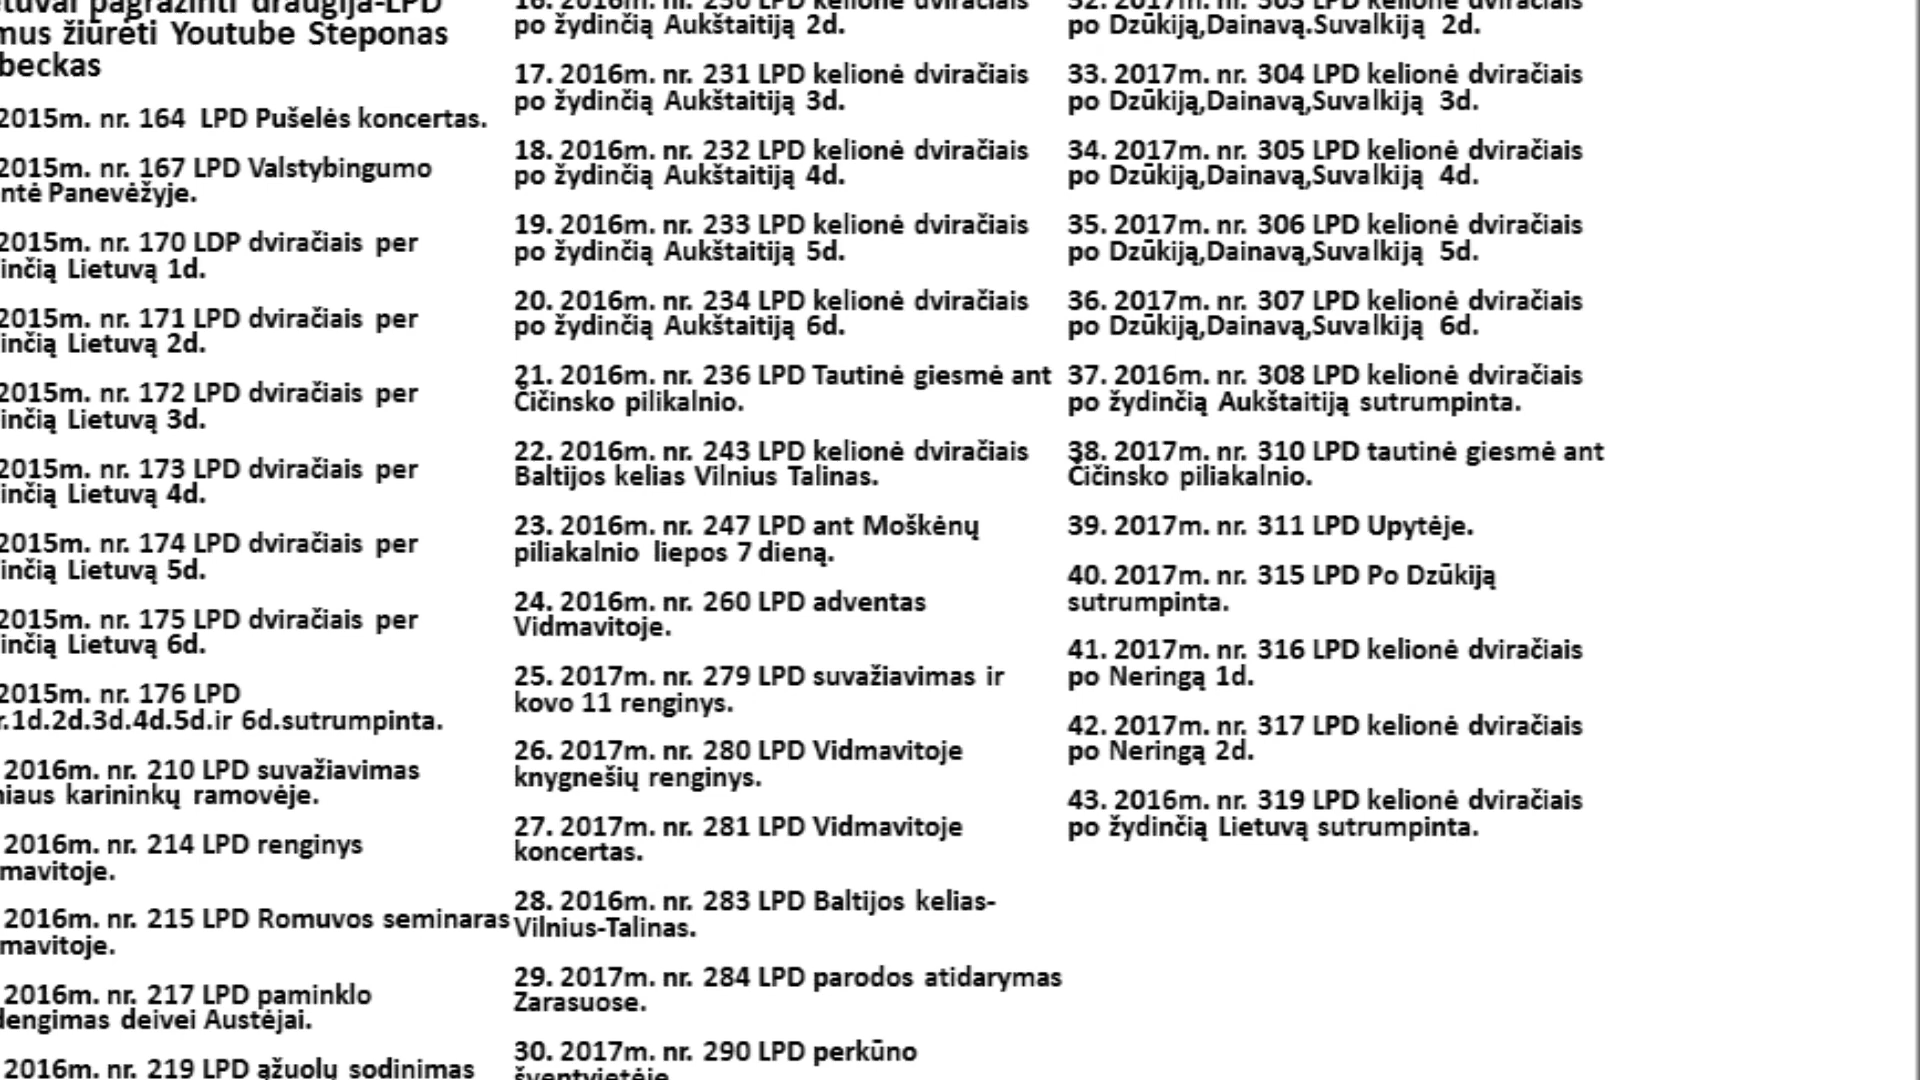 pagražinti draugija-LPD
žiūrėti Youtube Steponas
2015m. nr. 164 LPD Pušelės koncertas.
2015m. nr. 167 LPD Valstybingumo
Panevėžyje.
2015m. nr. 170 LDP dviračiais per
Lietuvą 1d.
2015m. nr. 171 LPD dviračiais per
Lietuvą 2d.
2015m. nr. 172 LPD dviračiais per
Lietuvą 3d.
2015m. nr. 173 LPD dviračiais per
Lietuvą 4d.
2015m. nr. 174 LPD dviračiais per
Lietuvą 5d.
2015m. nr. 175 LPD dviračiais per
Lietuvą 6d.
2015m. nr. 176 LPD
.1d.2d.3d.4d.5d.ir 6d.sutrumpinta.
2016m. nr. 210 LPD suvažiavimas
karininkų ramovėje.
2016m. nr. 214 LPD renginys
2016m. nr. 215 LPD Romuvos seminaras
2016m. nr. 217 LPD paminklo
deivei Austėjai.
2016m. nr. 219 LPD ąžuolų sodinimas
16. 2016m. nr. 230 LPD kelionė dviračiais
po žydinčią Aukštaitiją 2d.
17. 2016m. nr. 231 LPD kelionė dviračiais
po žydinčią Aukštaitiją 3d.
18. 2016m. nr. 232 LPD kelionė dviračiais
po žydinčią Aukštaitiją 4d.
19. 2016m. nr. 233 LPD kelionė dviračiais
po žydinčią Aukštaitiją 5d.
20. 2016m. nr. 234 LPD kelionė dviračiais
po žydinčią Aukštaitiją 6d.
21. 2016m. nr. 236 LPD Tautinė giesmė ant
Čičinsko pilikalnio.
22. 2016m. nr. 243 LPD kelionė dviračiais
Baltijos kelias Vilnius Talinas.
23. 2016m. nr. 247 LPD ant Moškėnų
piliakalnio liepos 7 dieną.
24. 2016m. nr. 260 LPD adventas
Vidmavitoje.
25. 2017m. nr. 279 LPD suvažiavimas ir
kovo 11 renginys.
26. 2017m. nr. 280 LPD Vidmavitoje
knygnešių renginys.
27. 2017m. nr. 281 LPD Vidmavitoje
koncertas.
28. 2016m. nr. 283 LPD Baltijos kelias-
Vilnius-Talinas.
29. 2017m. nr. 284 LPD parodos atidarymas
Zarasuose.
30. 2017m. nr. 290 LPD perkūno
šventvietėje
32. 2017m. nr. 303 LPD kelionė dviračiais
po Dzūkiją,Dainavą.Suvalkiją 2d.
33. 2017m. nr. 304 LPD kelionė dviračiais
po Dzūkiją,Dainavą,Suvalkiją 3d.
34. 2017m. nr. 305 LPD kelionė dviračiais
po Dzūkiją,Dainavą,Suvalkiją 4d.
35. 2017m. nr. 306 LPD kelionė dviračiais
po Dzūkiją,Dainavą,Suvalkiją 5d.
36. 2017m. nr. 307 LPD kelionė dviračiais
po Dzūkiją,Dainavą,Suvalkiją 6d.
37. 2016m. nr. 308 LPD kelionė dviračiais
po žydinčią Aukštaitiją sutrumpinta.
38. 2017m. nr. 310 LPD tautinė giesmė ant
Čičinsko piliakalnio.
39. 2017m. nr. 311 LPD Upytėje.
40. 2017m. nr. 315 LPD Po Dzūkiją
sutrumpinta.
41. 2017m. nr. 316 LPD kelionė dviračiais
po Neringą 1d.
42. 2017m. nr. 317 LPD kelionė dviračiais
po Neringą 2d.
43. 2016m. nr. 319 LPD kelionė dviračiais
po žydinčią Lietuvą sutrumpinta.